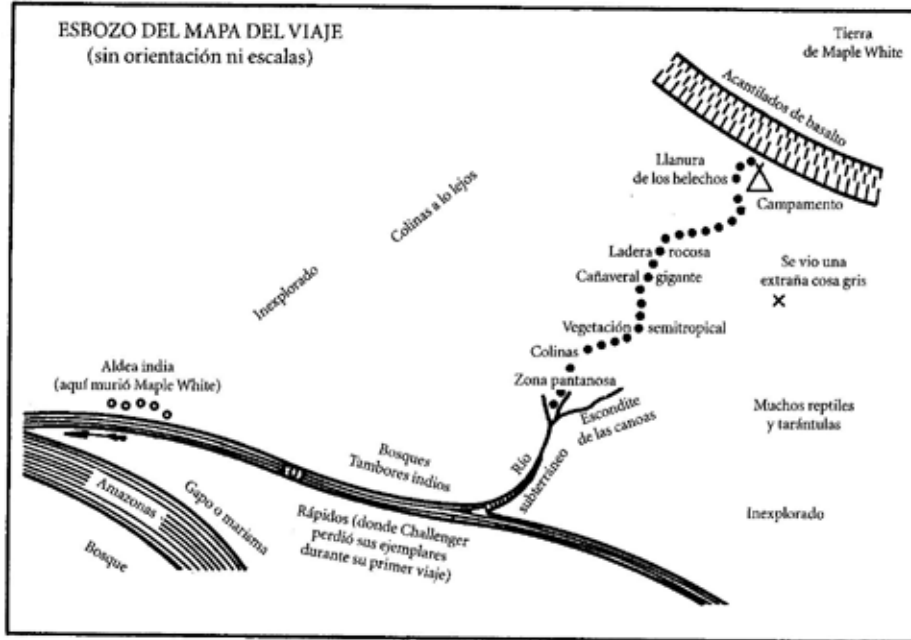 ESBOZO DEL MAPA DEL VIAJE
(sin orientación ni escalas)
Tierra
de Maple White
Acantilados de basalto
Llanura
de los helechos
Campamento
Colinas a lo lejos
Ladera rocosa
Cañaveral gigante
Se vio una
extraña cosa gris
Inexplorado
Vegetación semitropical
Colinas
Zona pantanosa
Aldea india
(aquí murió Maple White)
Escondite
de las canoas
Muchos reptiles
y tarántulas
Bosques
Tambores indios
Río
subterráneo
Amazonas
Gapo o marisma
Rápidos (donde Challenger
perdió sus ejemplares
durante su primer viaje)
Inexplorado
Bosque